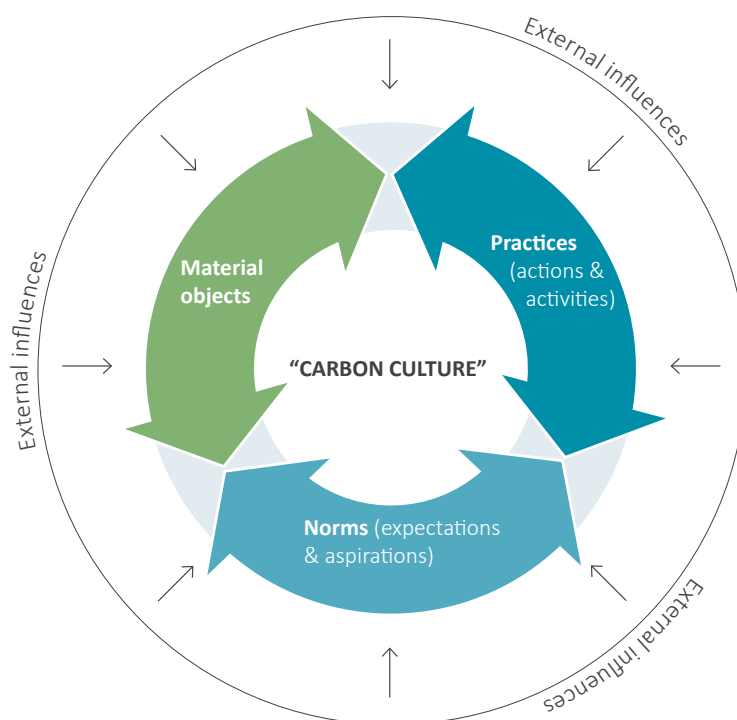 External influences
Practices
(actions &
activities)
Material
objects
External influences
“CARBON CULTURE”
Norms (expectations
& aspirations)
External influences